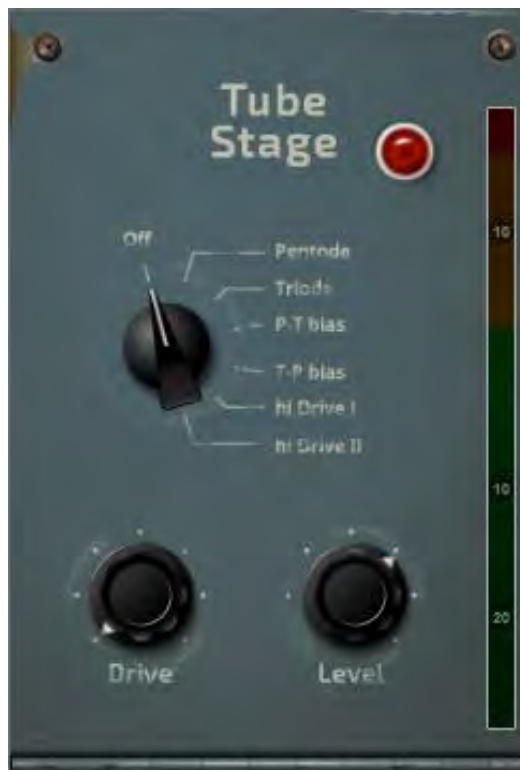 Tube
Stage
Off
Pentode
Triode
P-T bias
T-P bias
hi Drive I
hi Drive II
10
10
20
Drive
Level